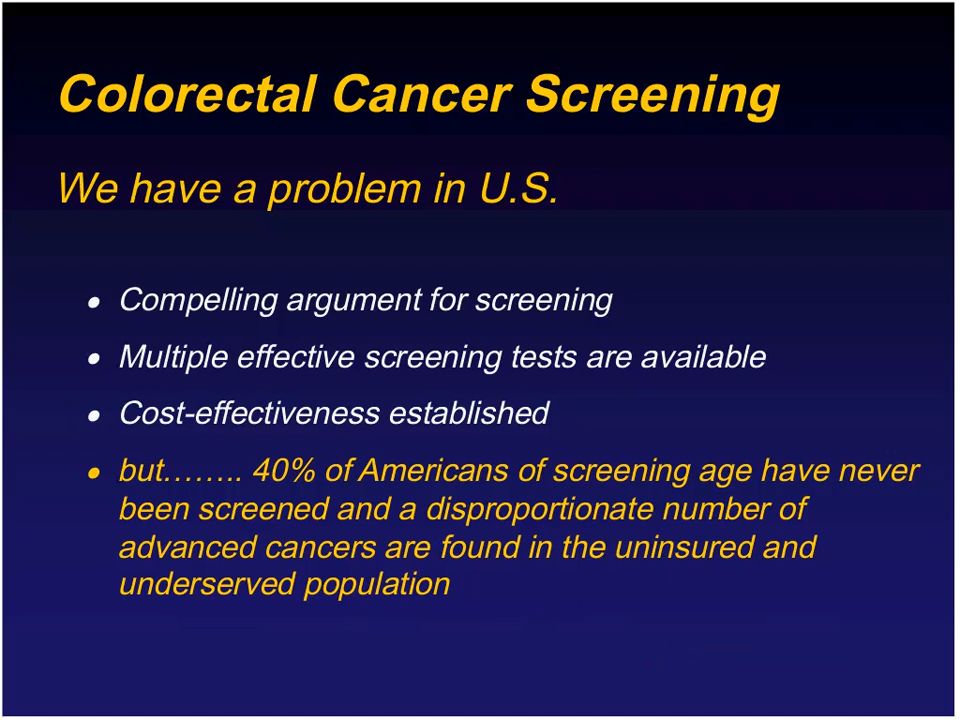 Colorectal Cancer Screening
We have a problem in U.S.
• Compelling argument for screening
• Multiple effective screening tests are available
• Cost-effectiveness established
• but…….. 40% of Americans of screening age have never
been screened and a disproportionate number of
advanced cancers are found in the uninsured and
underserved population